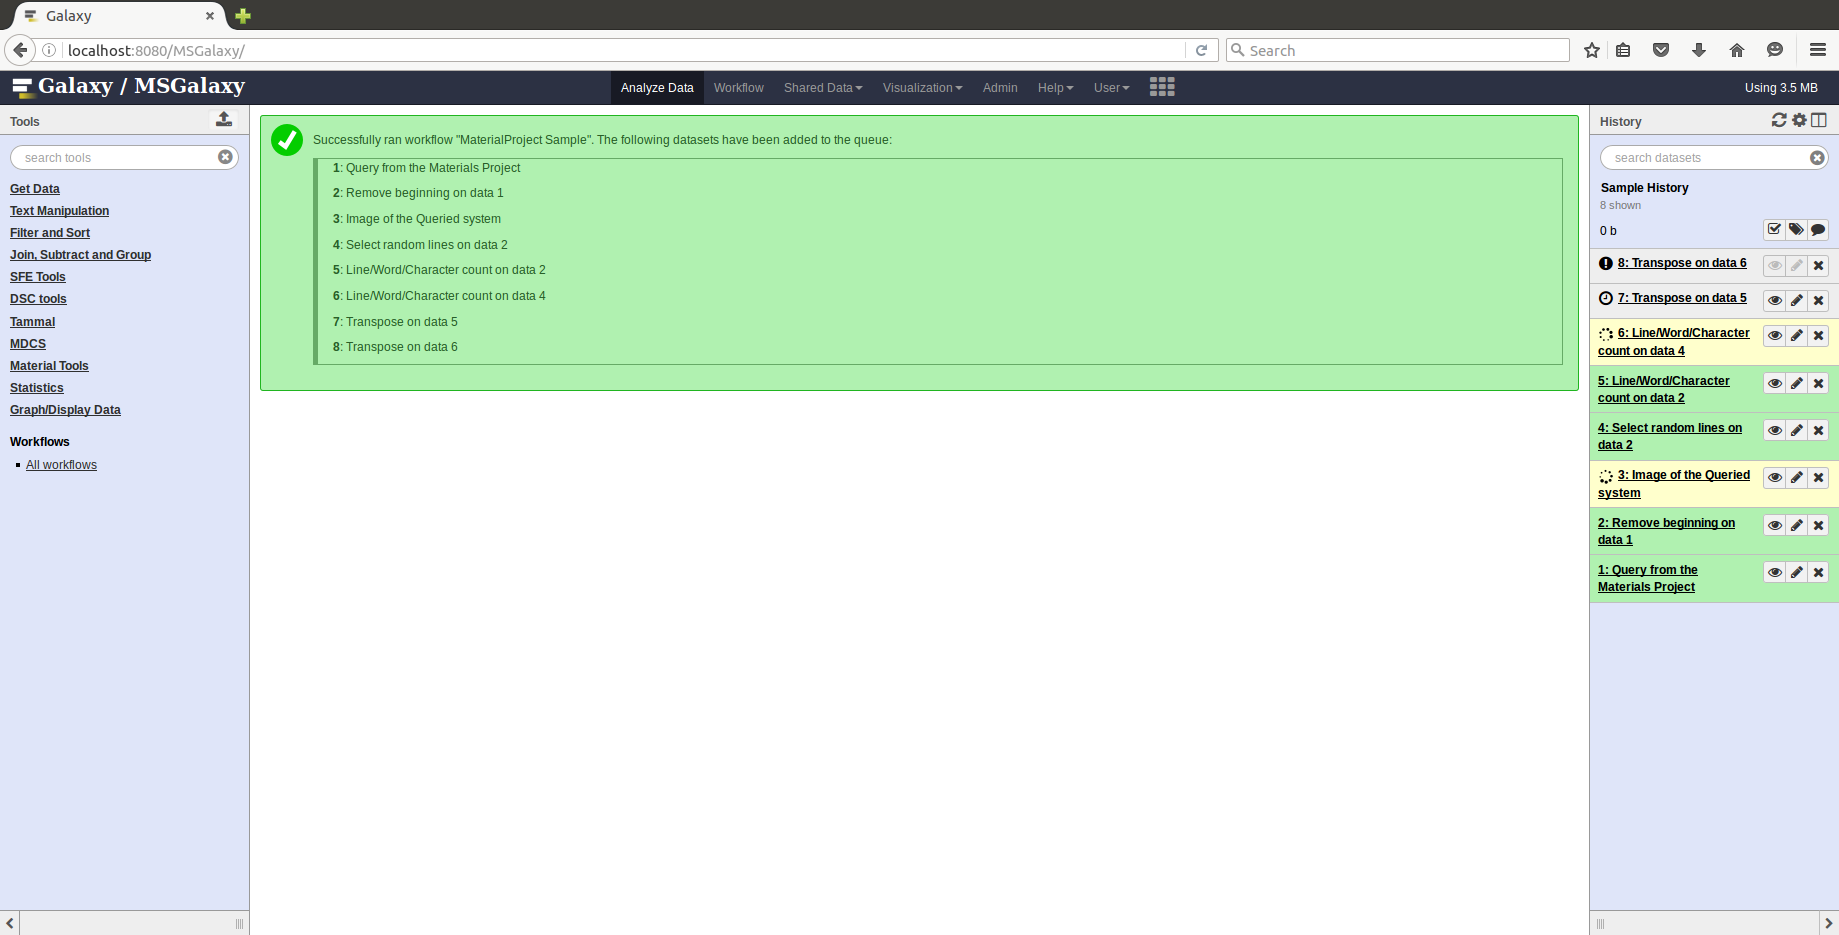 Galaxy
localhost:8080/MSGalaxy/
Search
Galaxy / MSGalaxy
Analyze Data
Workflow
Shared Data
Visualization
Admin
Help
User
Using 3.5 MB
Tools
search tools
Get Data
Text Manipulation
Filter and Sort
Join, Subtract and Group
SFE Tools
DSC tools
Tammal
MDCS
Material Tools
Statistics
Graph/Display Data
Workflows
All workflows
Successfully ran workflow "MaterialProject Sample". The following datasets have been added to the queue:
1: Query from the Materials Project
2: Remove beginning on data 1
3: Image of the Queried system
4: Select random lines on data 2
5: Line/Word/Character count on data 2
6: Line/Word/Character count on data 4
7: Transpose on data 5
8: Transpose on data 6
History
search datasets
Sample History
8 shown
0 b
8: Transpose on data 6
7: Transpose on data 5
6: Line/Word/Character
count on data 4
5: Line/Word/Character
count on data 2
4: Select random lines on
data 2
3: Image of the Queried
system
2: Remove beginning on
data 1
1: Query from the
Materials Project